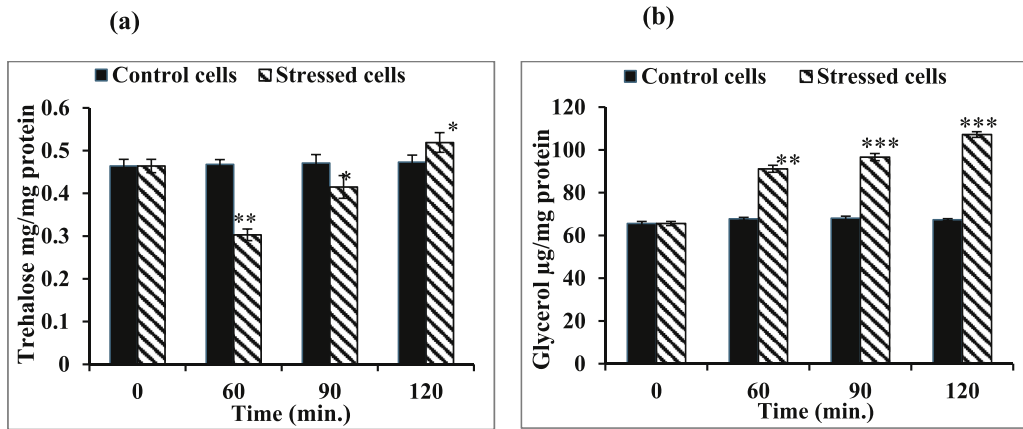 (a)
Control cells Stressed cells
Trehalose mg/mg protein
0.6
0.5
0.4
0.3
0.2
0.1
0
**
*
*
0 60 90 120
Time (min.)
(b)
Control cells Stressed cells
Glycerol µg/mg protein
120
100
80
60
40
20
0
**
***
***
0 60 90 120
Time (min.)